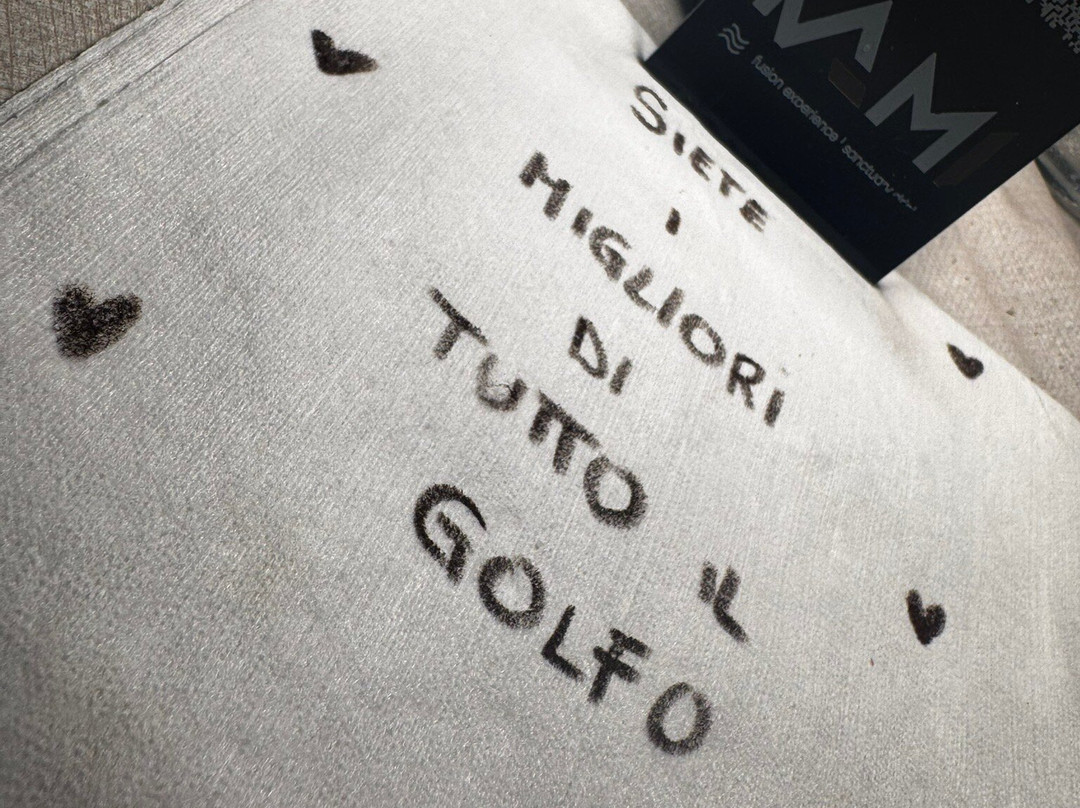 fusion experience | sanctuary
SIETE
I
MIGLIORI
DI
TUTTO IL
GOLFO